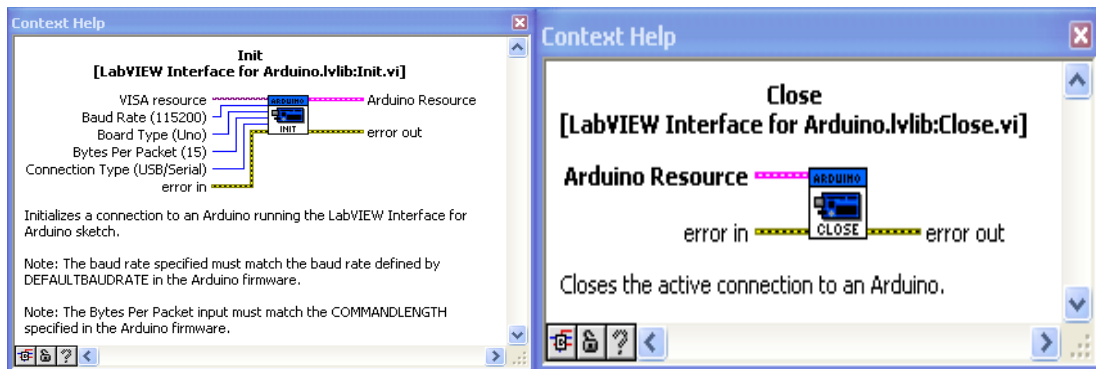 Context Help
Init
[LabVIEW Interface for Arduino.lvlib:Init.vi]
VISA resource
Baud Rate (115200)
Board Type (Uno)
Bytes Per Packet (15)
Connection Type (USB/Serial)
error in
ARDUINO
INIT
Arduino Resource
error out
Initializes a connection to an Arduino running the LabVIEW Interface for
Arduino sketch.
Note: The baud rate specified must match the baud rate defined by
DEFAULTBAUDRATE in the Arduino firmware.
Note: The Bytes Per Packet input must match the COMMANDLENGTH
specified in the Arduino firmware.
?
Context Help
Close
[LabVIEW Interface for Arduino.lvlib:Close.vi]
Arduino Resource
error in
ARDUINO
CLOSE
error out
Closes the active connection to an Arduino.
?